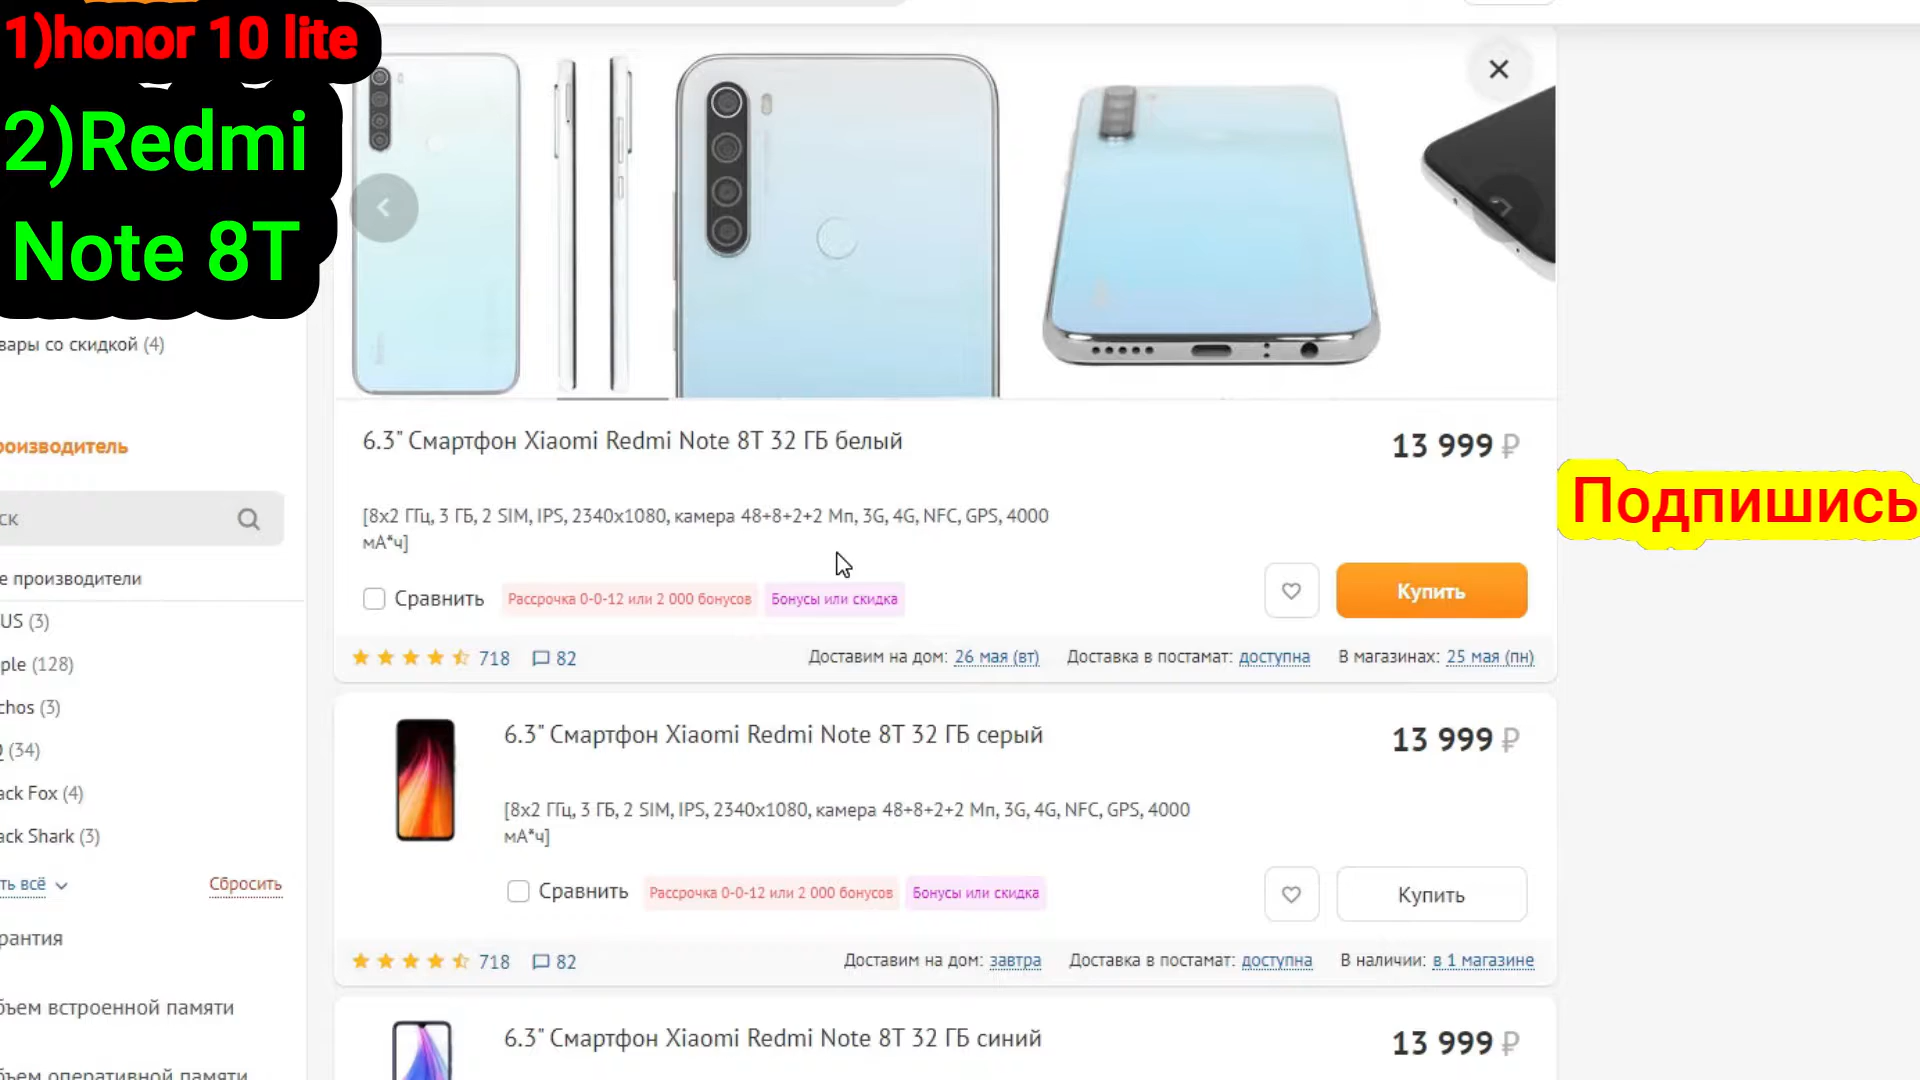 1)honor 10 lite
2)Redmi
Note 8T
вары со скидкой (4)
роизводитель
ск
е производители
US (3)
ple (128)
chos (3)
(34)
ack Fox (4)
ack Shark (3)
ть всё
Сбросить
рантия
бъем встроенной памяти
бъем оперативной памяти
6.3" Смартфон Xiaomi Redmi Note 8T 32 ГБ белый
13 999 ₽
[8x2 ГГц, 3 ГБ, 2 SIM, IPS, 2340x1080, камера 48+8+2+2 Мп, 3G, 4G, NFC, GPS, 4000
мА*ч]
Сравнить
Рассрочка 0-0-12 или 2 000 бонусов
Бонусы или скидка
Купить
718
82
Доставим на дом: 26 мая (вт)
Доставка в постамат: доступна
В магазинах: 25 мая (пн)
6.3" Смартфон Xiaomi Redmi Note 8T 32 ГБ серый
13 999 ₽
[8x2 ГГц, 3 ГБ, 2 SIM, IPS, 2340x1080, камера 48+8+2+2 Мп, 3G, 4G, NFC, GPS, 4000
мА*ч]
Сравнить
Рассрочка 0-0-12 или 2 000 бонусов
Бонусы или скидка
Купить
718
82
Доставим на дом: завтра
Доставка в постамат: доступна
В наличии: в 1 магазине
6.3" Смартфон Xiaomi Redmi Note 8T 32 ГБ синий
13 999 ₽
Подпишись